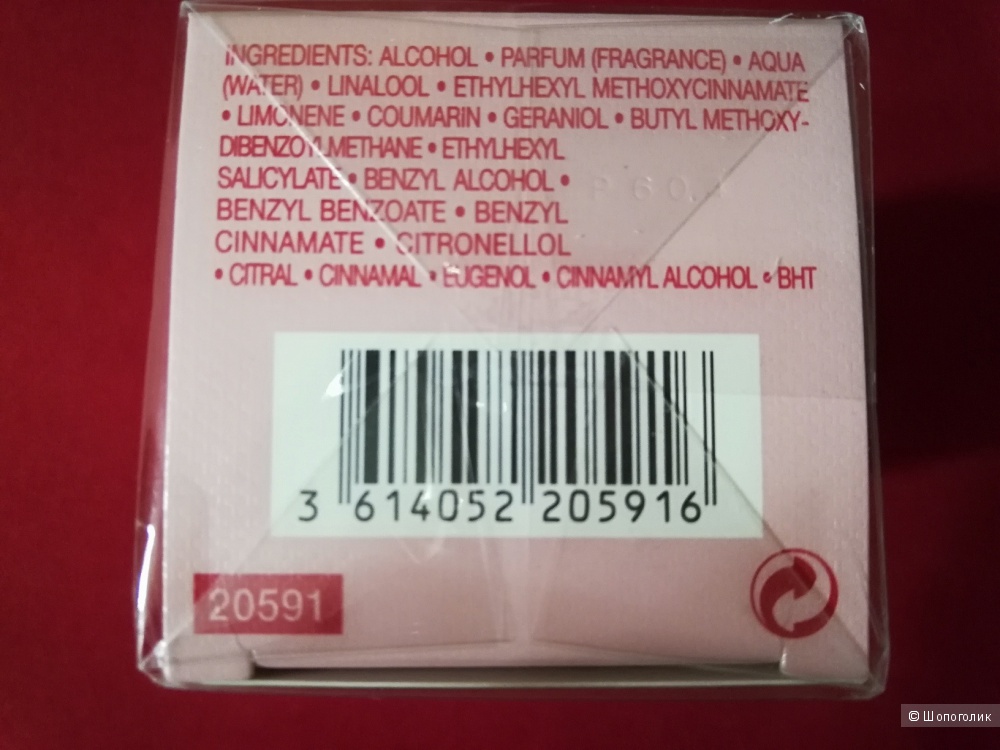 INGREDIENTS: ALCOHOL • PARFUM (FRAGRANCE) • AQUA
(WATER) • LINALOOL • ETHYLHEXYL METHOXYCINNAMATE
• LIMONENE • COUMARIN • GERANIOL • BUTYL METHOXY-
DIBENZOYLMETHANE • ETHYLHEXYL
SALICYLATE • BENZYL ALCOHOL •
BENZYL BENZOATE • BENZYL
CINNAMATE • CITRONELLOL
• CITRAL • CINNAMAL • EUGENOL • CINNAMYL ALCOHOL • BHT
3 614052 205916
20591
© Шопоголик